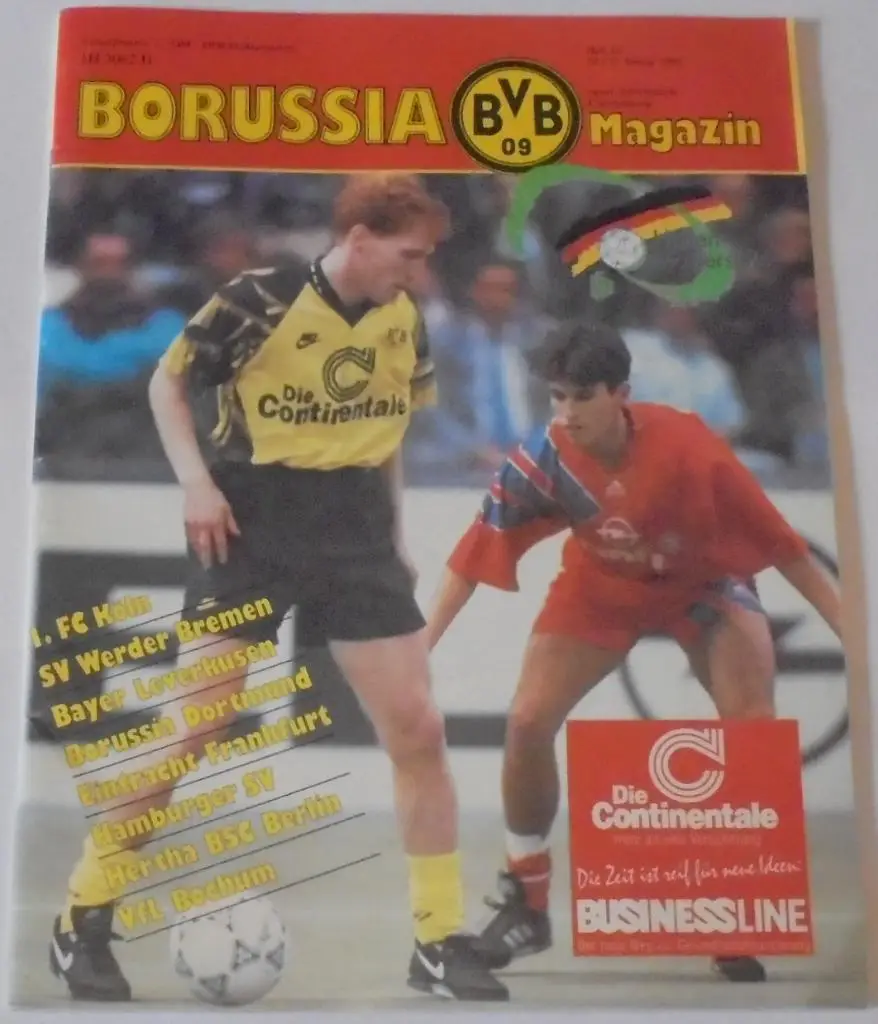 BORUSSIA
BVB
09
Magazin
Die
Continentale
1. FC Köln
SV Werder Bremen
Bayer Leverkusen
Borussia Dortmund
Eintracht Frankfurt
Hamburger SV
Hertha BSC Berlin
VfL Bochum
Die
Continentale
Die Zeit ist reif für neue Ideen:
BUSINESSLINE